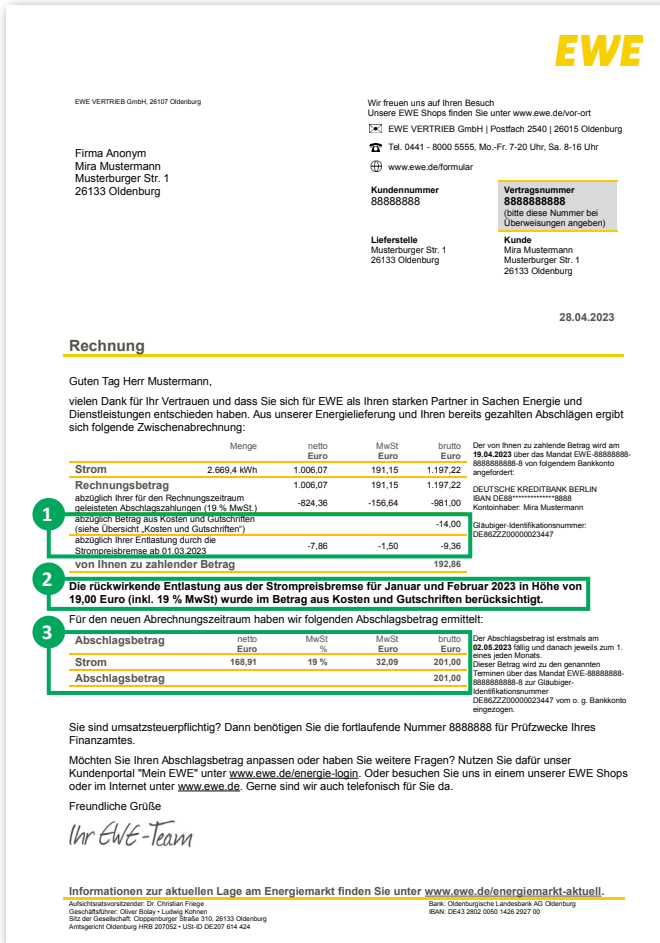 EWE
EWE VERTRIEB GmbH, 26107 Oldenburg
Wir freuen uns auf Ihren Besuch
Unsere EWE Shops finden Sie unter www.ewe.de/vor-ort
EWE VERTRIEB GmbH | Postfach 2540 | 26015 Oldenburg
Tel. 0441 - 8000 5555, Mo.-Fr. 7-20 Uhr, Sa. 8-16 Uhr
www.ewe.de/formular
Firma Anonym
Mira Mustermann
Musterburger Str. 1
26133 Oldenburg
Kundennummer
88888888
Vertragsnummer
8888888888
(bitte diese Nummer bei
Überweisungen angeben)
Lieferstelle
Musterburger Str. 1
26133 Oldenburg
Kunde
Mira Mustermann
Musterburger Str. 1
26133 Oldenburg
28.04.2023
Rechnung
Guten Tag Herr Mustermann,
vielen Dank für Ihr Vertrauen und dass Sie sich für EWE als Ihren starken Partner in Sachen Energie und
Dienstleistungen entschieden haben. Aus unserer Energielieferung und Ihren bereits gezahlten Abschlägen ergibt
sich folgende Zwischenabrechnung:
Menge netto MwSt brutto
Euro Euro Euro
Strom 2.669,4 kWh 1.006,07 191,15 1.197,22
Rechnungsbetrag 1.006,07 191,15 1.197,22
abzüglich Ihrer für den Rechnungszeitraum
geleisteten Abschlagszahlungen (19 % MwSt.) -824,36 -156,64 -981,00
1
abzüglich Betrag aus Kosten und Gutschriften
(siehe Übersicht „Kosten und Gutschriften“) -14,00
abzüglich Ihrer Entlastung durch die
Strompreisbremse ab 01.03.2023 -7,86 -1,50 -9,36
von Ihnen zu zahlender Betrag 192,86
Der von Ihnen zu zahlende Betrag wird am
19.04.2023 über das Mandat EWE-88888888-
8888888888-8 von folgendem Bankkonto
angefordert:
DEUTSCHE KREDITBANK BERLIN
IBAN DE88**************8888
Kontoinhaber: Mira Mustermann
Gläubiger-Identifikationsnummer:
DE86ZZZ00000023447
2
Die rückwirkende Entlastung aus der Strompreisbremse für Januar und Februar 2023 in Höhe von
19,00 Euro (inkl. 19 % MwSt) wurde im Betrag aus Kosten und Gutschriften berücksichtigt.
Für den neuen Abrechnungszeitraum haben wir folgenden Abschlagsbetrag ermittelt:
3
Abschlagsbetrag netto MwSt brutto
Euro % Euro Euro
Strom 168,91 19 % 32,09 201,00
Abschlagsbetrag 201,00
Der Abschlagsbetrag ist erstmals am
02.05.2023 fällig und danach jeweils zum 1.
eines jeden Monats.
Dieser Betrag wird zu den genannten
Terminen über das Mandat EWE-88888888-
8888888888-8 zur Gläubiger-
Identifikationsnummer
DE86ZZZ00000023447 vom o. g. Bankkonto
eingezogen.
Sie sind umsatzsteuerpflichtig? Dann benötigen Sie die fortlaufende Nummer 8888888 für Prüfzwecke Ihres
Finanzamtes.
Möchten Sie Ihren Abschlagsbetrag anpassen oder haben Sie weitere Fragen? Nutzen Sie dafür unser
Kundenportal "Mein EWE" unter www.ewe.de/energie-login. Oder besuchen Sie uns in einem unserer EWE Shops
oder im Internet unter www.ewe.de. Gerne sind wir auch telefonisch für Sie da.
Freundliche Grüße
Ihr EWE-Team
Informationen zur aktuellen Lage am Energiemarkt finden Sie unter www.ewe.de/energiemarkt-aktuell.
Aufsichtsratsvorsitzender: Dr. Christian Friege
Geschäftsführer: Oliver Bolay • Ludwig Kohnen
Sitz der Gesellschaft: Cloppenburger Straße 310, 26133 Oldenburg
Amtsgericht Oldenburg HRB 207052 • USt-ID DE207 614 424
Bank: Oldenburgische Landesbank AG Oldenburg
IBAN: DE43 2802 0050 1426 2927 00